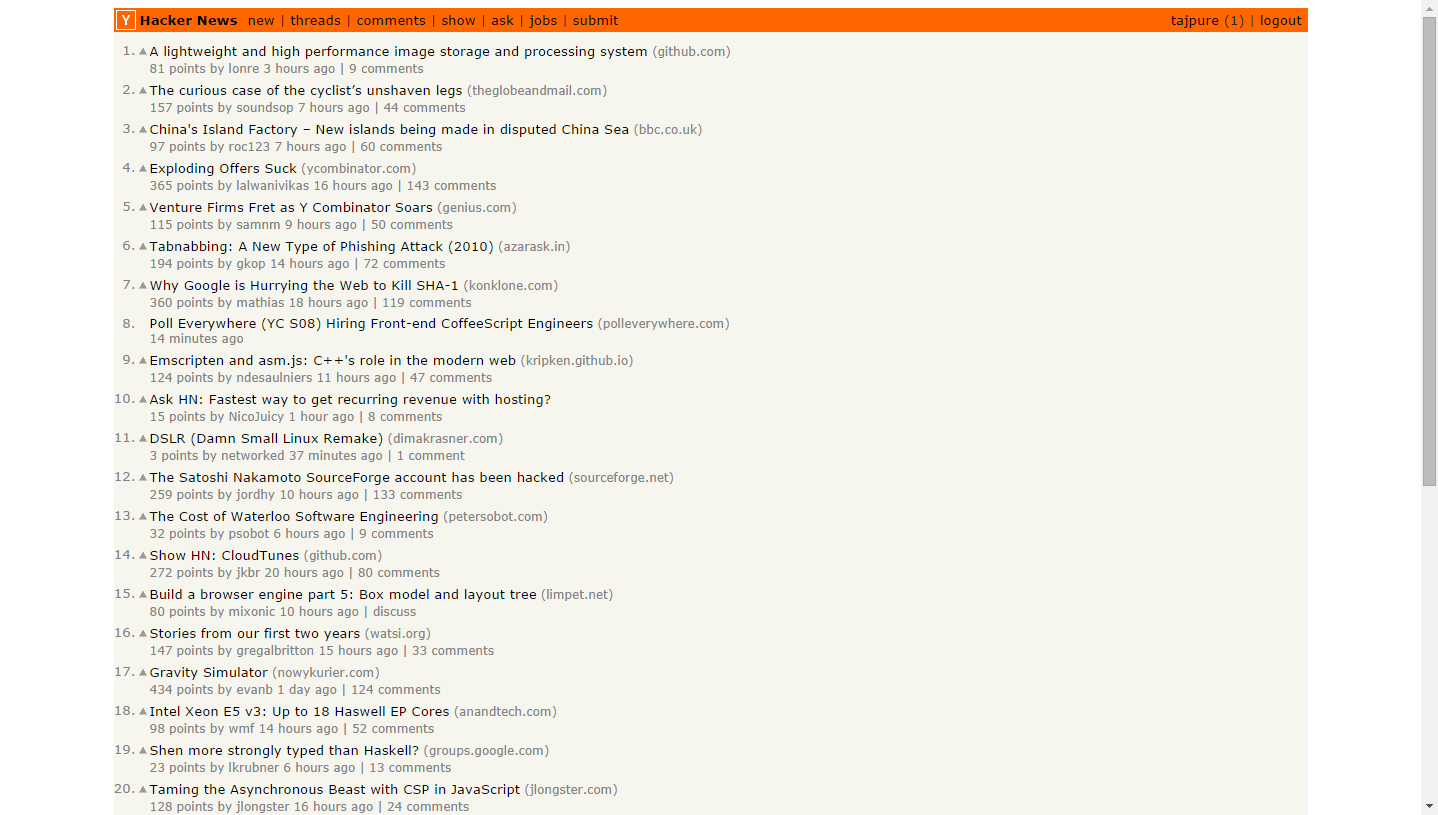 Y Hacker News new | threads | comments | show | ask | jobs | submit tajpure (1) | logout
1. A lightweight and high performance image storage and processing system (github.com)
81 points by lonre 3 hours ago | 9 comments
2. The curious case of the cyclist’s unshaven legs (theglobeandmail.com)
157 points by soundsop 7 hours ago | 44 comments
3. China's Island Factory – New islands being made in disputed China Sea (bbc.co.uk)
97 points by roc123 7 hours ago | 60 comments
4. Exploding Offers Suck (ycombinator.com)
365 points by lalwanivikas 16 hours ago | 143 comments
5. Venture Firms Fret as Y Combinator Soars (genius.com)
115 points by samnm 9 hours ago | 50 comments
6. Tabnabbing: A New Type of Phishing Attack (2010) (azarask.in)
194 points by gkop 14 hours ago | 72 comments
7. Why Google is Hurrying the Web to Kill SHA-1 (konklone.com)
360 points by mathias 18 hours ago | 119 comments
8. Poll Everywhere (YC S08) Hiring Front-end CoffeeScript Engineers (polleverywhere.com)
14 minutes ago
9. Emscripten and asm.js: C++'s role in the modern web (kripken.github.io)
124 points by ndesaulniers 11 hours ago | 47 comments
10. Ask HN: Fastest way to get recurring revenue with hosting?
15 points by NicoJuicy 1 hour ago | 8 comments
11. DSLR (Damn Small Linux Remake) (dimakrasner.com)
3 points by networked 37 minutes ago | 1 comment
12. The Satoshi Nakamoto SourceForge account has been hacked (sourceforge.net)
259 points by jordhy 10 hours ago | 133 comments
13. The Cost of Waterloo Software Engineering (petersobot.com)
32 points by psobot 6 hours ago | 9 comments
14. Show HN: CloudTunes (github.com)
272 points by jkbr 20 hours ago | 80 comments
15. Build a browser engine part 5: Box model and layout tree (limpet.net)
80 points by mixonic 10 hours ago | discuss
16. Stories from our first two years (watsi.org)
147 points by gregalbritton 15 hours ago | 33 comments
17. Gravity Simulator (nowykurier.com)
434 points by evanb 1 day ago | 124 comments
18. Intel Xeon E5 v3: Up to 18 Haswell EP Cores (anandtech.com)
98 points by wmf 14 hours ago | 52 comments
19. Shen more strongly typed than Haskell? (groups.google.com)
23 points by lkrubner 6 hours ago | 13 comments
20. Taming the Asynchronous Beast with CSP in JavaScript (jlongster.com)
128 points by jlongster 16 hours ago | 24 comments